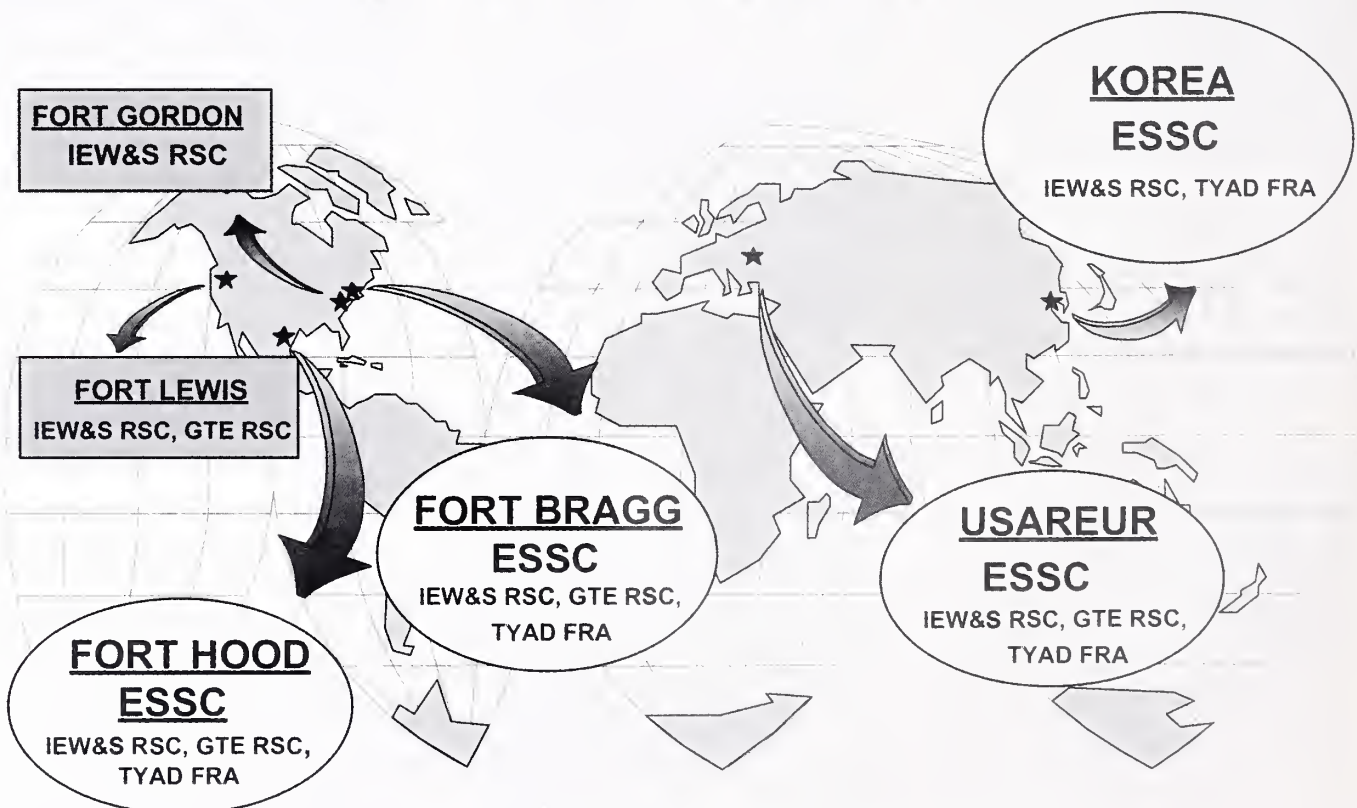 FORT GORDON
IEW&S RSC
KOREA
ESSC
IEW&S RSC, TYAD FRA
FORT LEWIS
IEW&S RSC, GTE RSC
FORT BRAGG
ESSC
IEW&S RSC, GTE RSC,
TYAD FRA
USAREUR
ESSC
IEW&S RSC, GTE RSC,
TYAD FRA
FORT HOOD
ESSC
IEW&S RSC, GTE RSC,
TYAD FRA